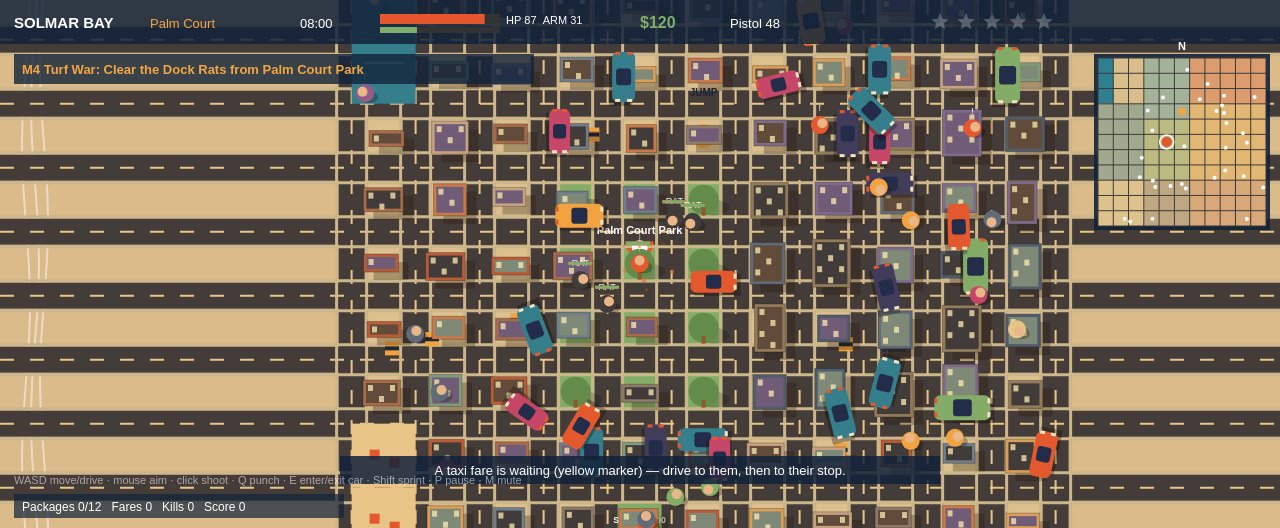 SOLMAR BAY Palm Court 08:00 HP 87 ARM 31 $120 Pistol 48
N
M4 Turf War: Clear the Dock Rats from Palm Court Park
JUMP
RAT
RAT
Palm Court Park
RAT
RAT
A taxi fare is waiting (yellow marker) — drive to them, then to their stop.
WASD move/drive · mouse aim · click shoot · Q punch · E enter/exit car · Shift sprint · P pause · M mute
Packages 0/12 Fares 0 Kills 0 Score 0